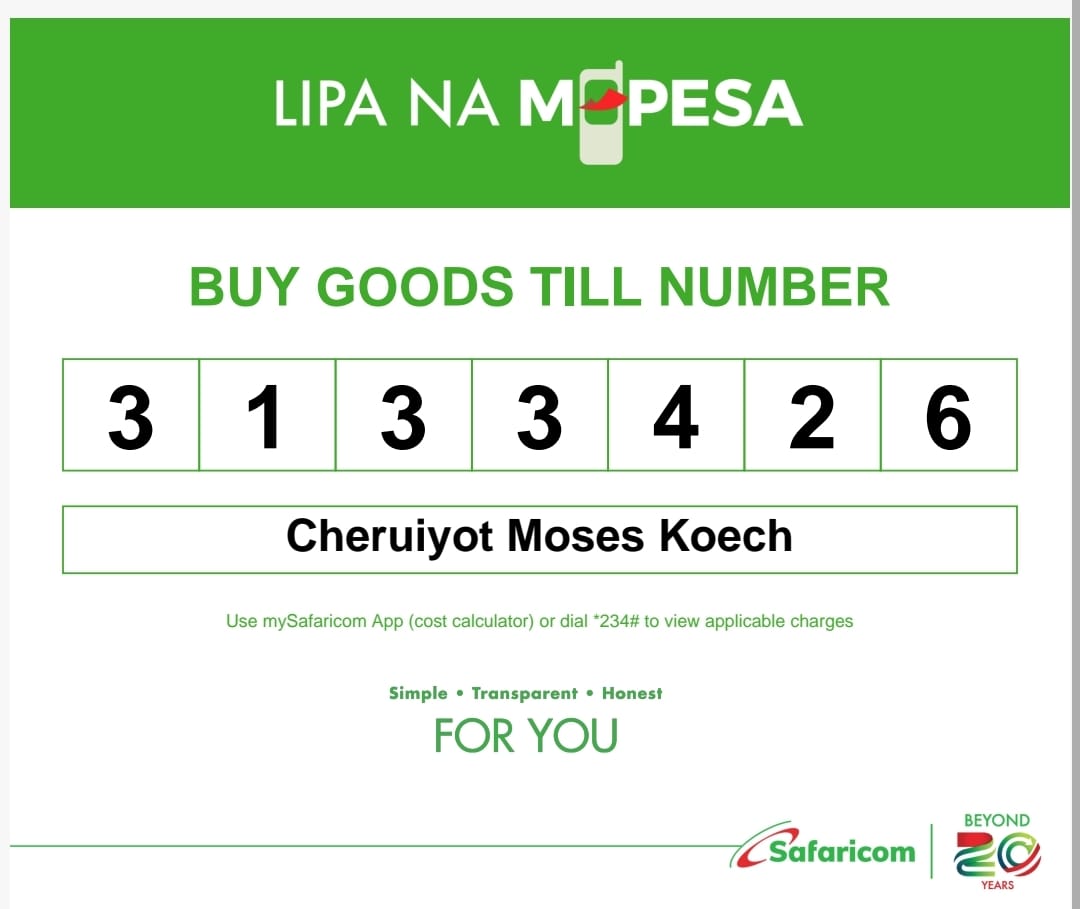 LIPA NA M-PESA
BUY GOODS TILL NUMBER
3 1 3 3 4 2 6
Cheruiyot Moses Koech
Use mySafaricom App (cost calculator) or dial *234# to view applicable charges
Simple • Transparent • Honest
FOR YOU
Safaricom
BEYOND
20
YEARS